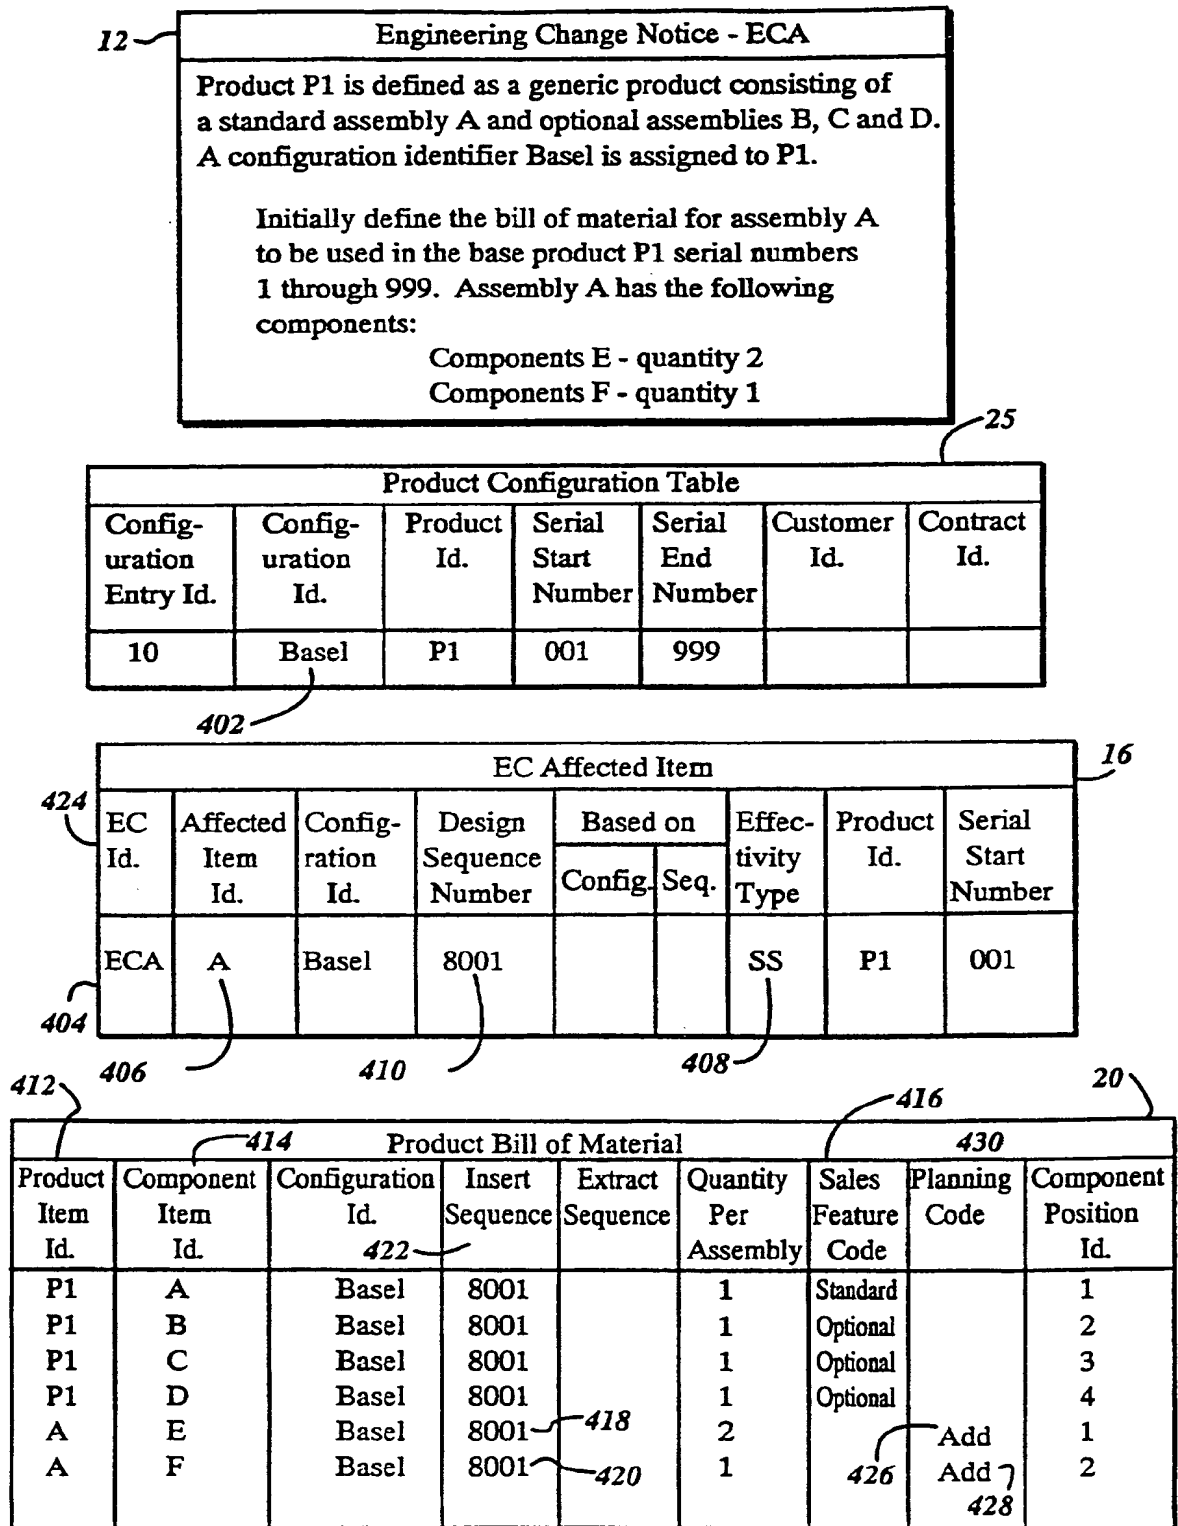 12
Engineering Change Notice - ECA
Product P1 is defined as a generic product consisting of
a standard assembly A and optional assemblies B, C and D.
A configuration identifier Basel is assigned to P1.
Initially define the bill of material for assembly A
to be used in the base product P1 serial numbers
1 through 999. Assembly A has the following
components:
Components E - quantity 2
Components F - quantity 1
25
Product Configuration Table
Config- Config- Product Serial Serial Customer Contract
uration uration Id. Start End Id. Id.
Entry Id. Id. Number Number
10 Basel P1 001 999
402
EC Affected Item
16
424
EC Affected Config- Design Based on Effec- Product Serial
Id. Item ration Sequence Config. Seq. tivity Id. Start
Id. Id. Number Type Number
ECA A Basel 8001 SS P1 001
404
406 410 408
412 416 20
414 Product Bill of Material 430
Product Component Configuration Insert Extract Quantity Sales Planning Component
Item Item Id. Sequence Sequence Per Feature Code Position
Id. Id. 422 Assembly Code Id.
P1 A Basel 8001 1 Standard 1
P1 B Basel 8001 1 Optional 2
P1 C Basel 8001 1 Optional 3
P1 D Basel 8001 1 Optional 4
A E Basel 8001 418 2 Add 1
A F Basel 8001 420 1 426 Add 2
428